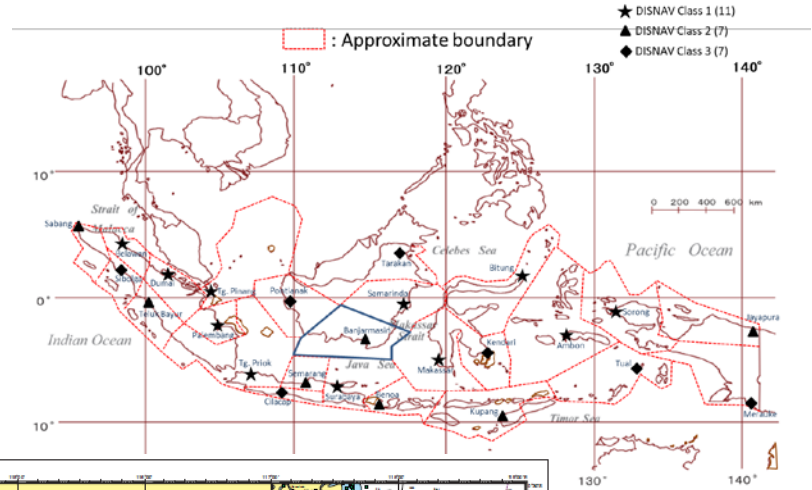 ★ DISNAV Class 1 (11)
▲ DISNAV Class 2 (7)
◆ DISNAV Class 3 (7)
: Approximate boundary
100° 110° 120° 130° 140°
10°
0 200 400 600 km
Strait of
Malacca
Sabang
Belawan
Sibolga
Dumai
Tg. Pinang
Teluk Bayur
Palembang
Pontianak
Tarakan
Celebes Sea
Pacific Ocean
Bitung
Samarinda
0°
Sorong
Jayapura
Indian Ocean
Banjarmasin
Makassar
Strait
Kendari
Ambon
Java Sea
Makassar
Tual
Tg. Priok
Semarang
Surabaya
Benoa
Cilacap
Kupang
Timor Sea
Merauke
10°
130° 140°